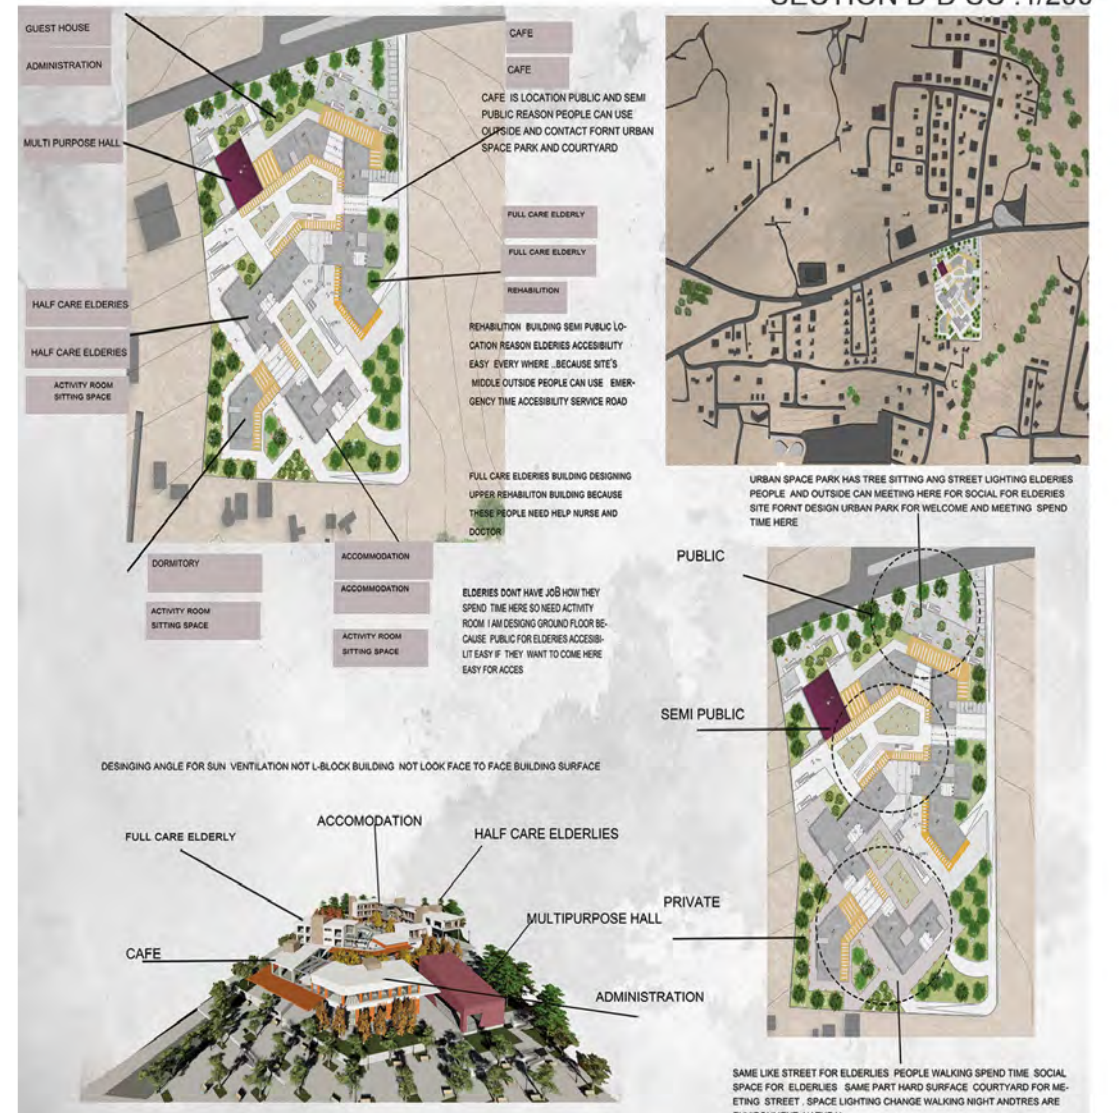 SECTION B-B SC :1/200
GUEST HOUSE
ADMINISTRATION
MULTI PURPOSE HALL
HALF CARE ELDERIES
HALF CARE ELDERIES
ACTIVITY ROOM
SITTING SPACE
CAFE
CAFE
CAFE IS LOCATION PUBLIC AND SEMI
PUBLIC REASON PEOPLE CAN USE
OUTSIDE AND CONTACT FORNT URBAN
SPACE PARK AND COURTYARD
FULL CARE ELDERLY
FULL CARE ELDERLY
REHABILITION
REHABILITION BUILDING SEMI PUBLIC LO-
CATION REASON ELDERIES ACCESIBILITY
EASY EVERY WHERE ..BECAUSE SITE'S
MIDDLE OUTSIDE PEOPLE CAN USE EMER-
GENCY TIME ACCESIBILITY SERVICE ROAD
FULL CARE ELDERIES BUILDING DESIGNING
UPPER REHABILITON BUILDING BECAUSE
THESE PEOPLE NEED HELP NURSE AND
DOCTOR
DORMITORY
ACTIVITY ROOM
SITTING SPACE
ACCOMMODATION
ACCOMMODATION
ACTIVITY ROOM
SITTING SPACE
ELDERIES DONT HAVE JOB HOW THEY
SPEND TIME HERE SO NEED ACTIVITY
ROOM I AM DESIGNG GROUND FLOOR BE-
CAUSE PUBLIC FOR ELDERIES ACCESIBI-
LIT EASY IF THEY WANT TO COME HERE
EASY FOR ACCES
URBAN SPACE PARK HAS TREE SITTING ANG STREET LIGHTING ELDERIES
PEOPLE AND OUTSIDE CAN MEETING HERE FOR SOCIAL FOR ELDERIES
SITE FORNT DESIGN URBAN PARK FOR WELCOME AND MEETING SPEND
TIME HERE
PUBLIC
SEMI PUBLIC
PRIVATE
DESINGING ANGLE FOR SUN VENTILATION NOT L-BLOCK BUILDING NOT LOOK FACE TO FACE BUILDING SURFACE
FULL CARE ELDERLY
ACCOMODATION
HALF CARE ELDERLIES
MULTIPURPOSE HALL
CAFE
ADMINISTRATION
SAME LIKE STREET FOR ELDERLIES PEOPLE WALKING SPEND TIME SOCIAL
SPACE FOR ELDERLIES SAME PART HARD SURFACE COURTYARD FOR ME-
ETING STREET . SPACE LIGHTING CHANGE WALKING NIGHT ANDTRES ARE